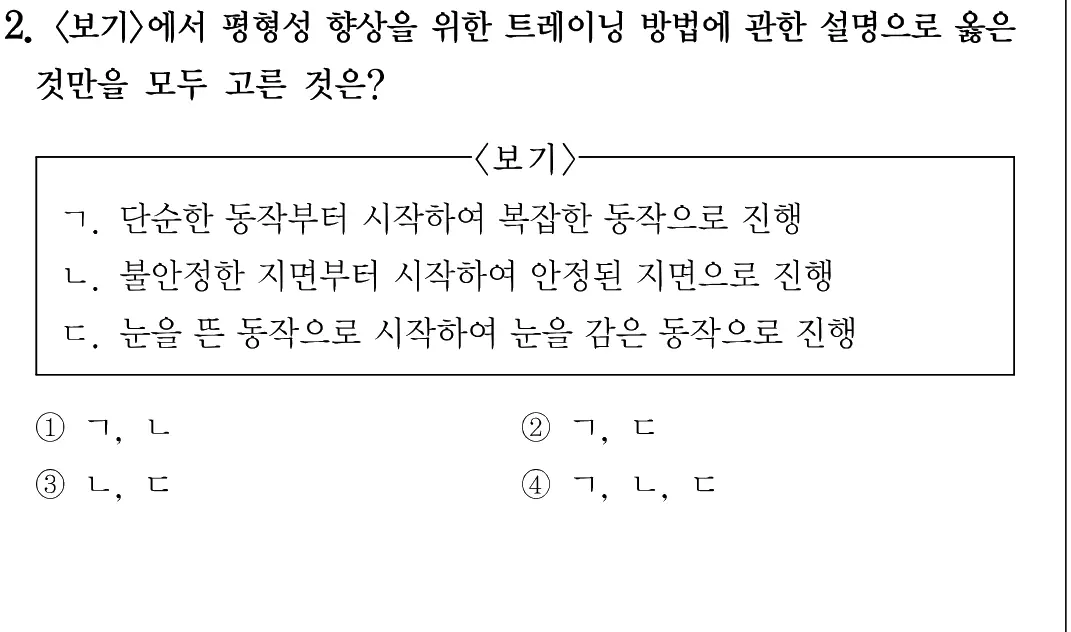 2. 〈보기〉에서 평형성 향상을 위한 트레이닝 방법에 관한 설명으로 옳은
것만을 모두 고른 것은?
〈보기〉
ㄱ. 단순한 동작부터 시작하여 복잡한 동작으로 진행
ㄴ. 불안정한 지면부터 시작하여 안정된 지면으로 진행
ㄷ. 눈을 뜬 동작으로 시작하여 눈을 감은 동작으로 진행
① ㄱ, ㄴ ② ㄱ, ㄷ
③ ㄴ, ㄷ ④ ㄱ, ㄴ, ㄷ